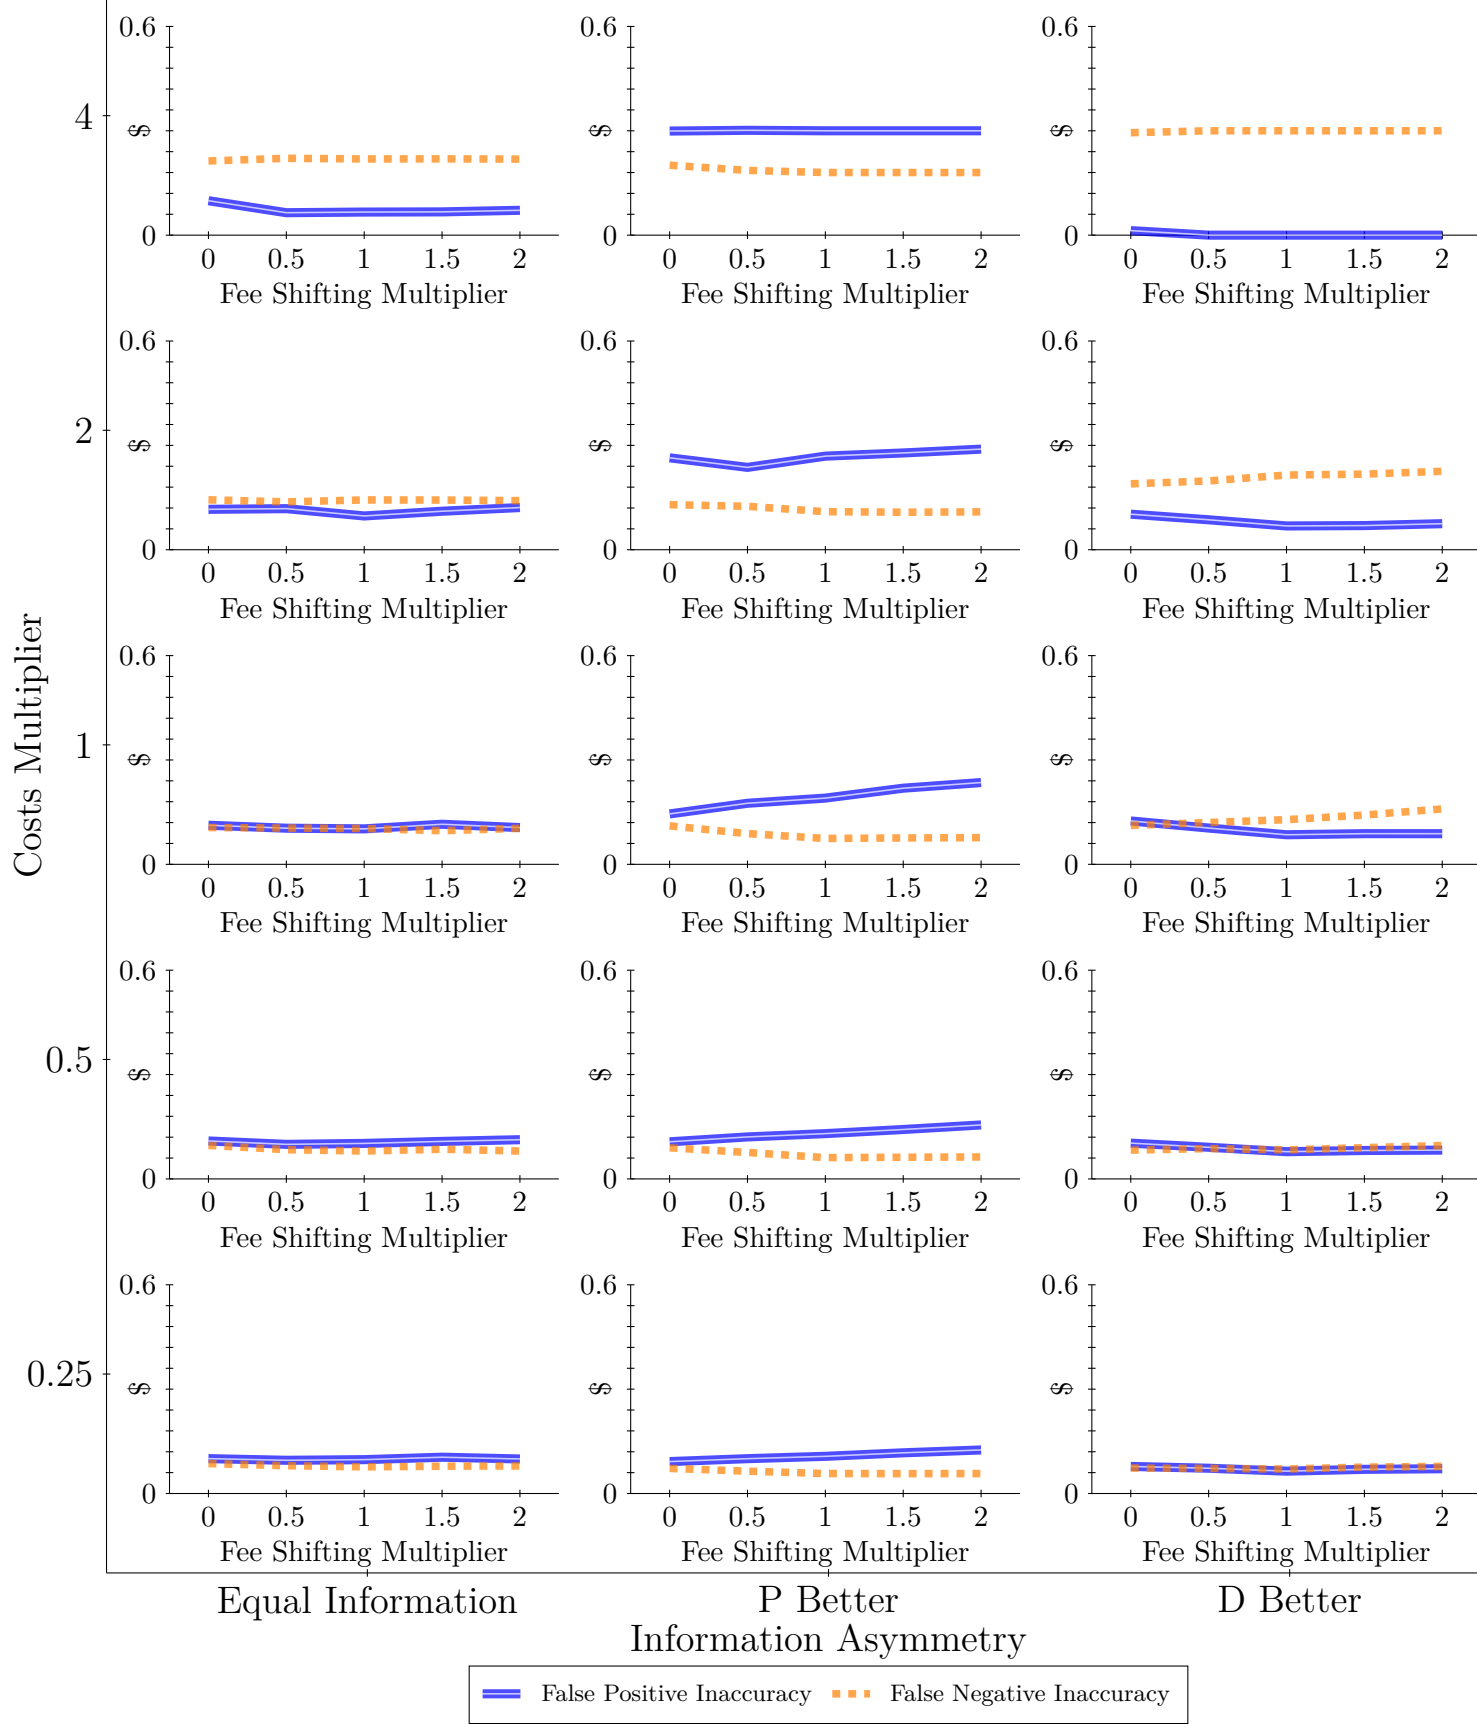 0.6 0.6 0.6
4 $ $ $
0 0 0
0 0.5 1 1.5 2 0 0.5 1 1.5 2 0 0.5 1 1.5 2
Fee Shifting Multiplier Fee Shifting Multiplier Fee Shifting Multiplier
0.6 0.6 0.6
2 $ $ $
0 0 0
0 0.5 1 1.5 2 0 0.5 1 1.5 2 0 0.5 1 1.5 2
Fee Shifting Multiplier Fee Shifting Multiplier Fee Shifting Multiplier
Costs Multiplier
0.6 0.6 0.6
1 $ $ $
0 0 0
0 0.5 1 1.5 2 0 0.5 1 1.5 2 0 0.5 1 1.5 2
Fee Shifting Multiplier Fee Shifting Multiplier Fee Shifting Multiplier
0.6 0.6 0.6
0.5 $ $ $
0 0 0
0 0.5 1 1.5 2 0 0.5 1 1.5 2 0 0.5 1 1.5 2
Fee Shifting Multiplier Fee Shifting Multiplier Fee Shifting Multiplier
0.6 0.6 0.6
0.25 $ $ $
0 0 0
0 0.5 1 1.5 2 0 0.5 1 1.5 2 0 0.5 1 1.5 2
Fee Shifting Multiplier Fee Shifting Multiplier Fee Shifting Multiplier
Equal Information P Better D Better
Information Asymmetry
False Positive Inaccuracy False Negative Inaccuracy